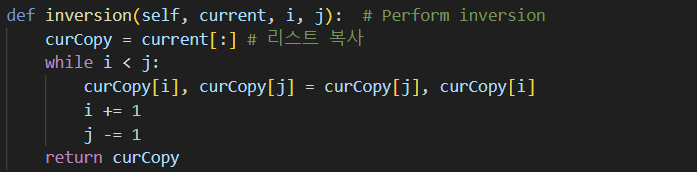 def inversion(self, current, i, j):  # Perform inversion
    curCopy = current[:] # 리스트 복사
    while i < j:
        curCopy[i], curCopy[j] = curCopy[j], curCopy[i]
        i += 1
        j -= 1
    return curCopy